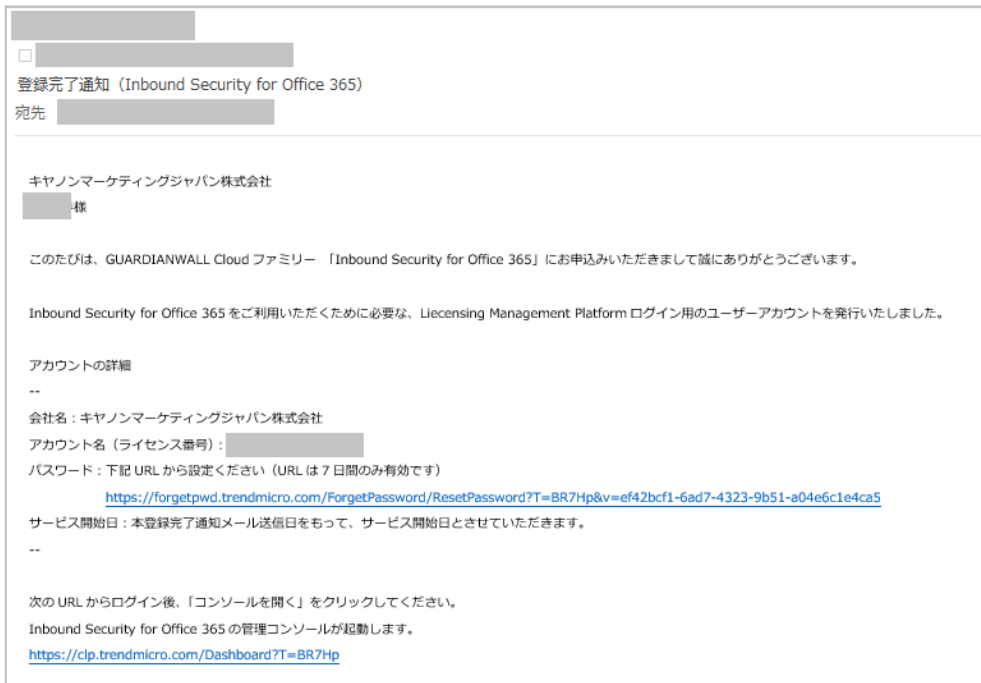 登録完了通知（Inbound Security for Office 365）
宛先
キヤノンマーケティングジャパン株式会社
様
このたびは、GUARDIANWALL Cloud ファミリー 「Inbound Security for Office 365」にお申込みいただきまして誠にありがとうございます。
Inbound Security for Office 365 をご利用いただくために必要な、Liecensing Management Platform ログイン用のユーザーアカウントを発行いたしました。
アカウントの詳細
--
会社名：キヤノンマーケティングジャパン株式会社
アカウント名（ライセンス番号）：
パスワード：下記 URL から設定ください（URL は 7 日間のみ有効です）
https://forgetpwd.trendmicro.com/ForgetPassword/ResetPassword?T=BR7Hp&v=ef42bcf1-6ad7-4323-9b51-a04e6c1e4ca5
サービス開始日：本登録完了通知メール送信日をもって、サービス開始日とさせていただきます。
--
次の URL からログイン後、「コンソールを開く」をクリックしてください。
Inbound Security for Office 365 の管理コンソールが起動します。
https://clp.trendmicro.com/Dashboard?T=BR7Hp